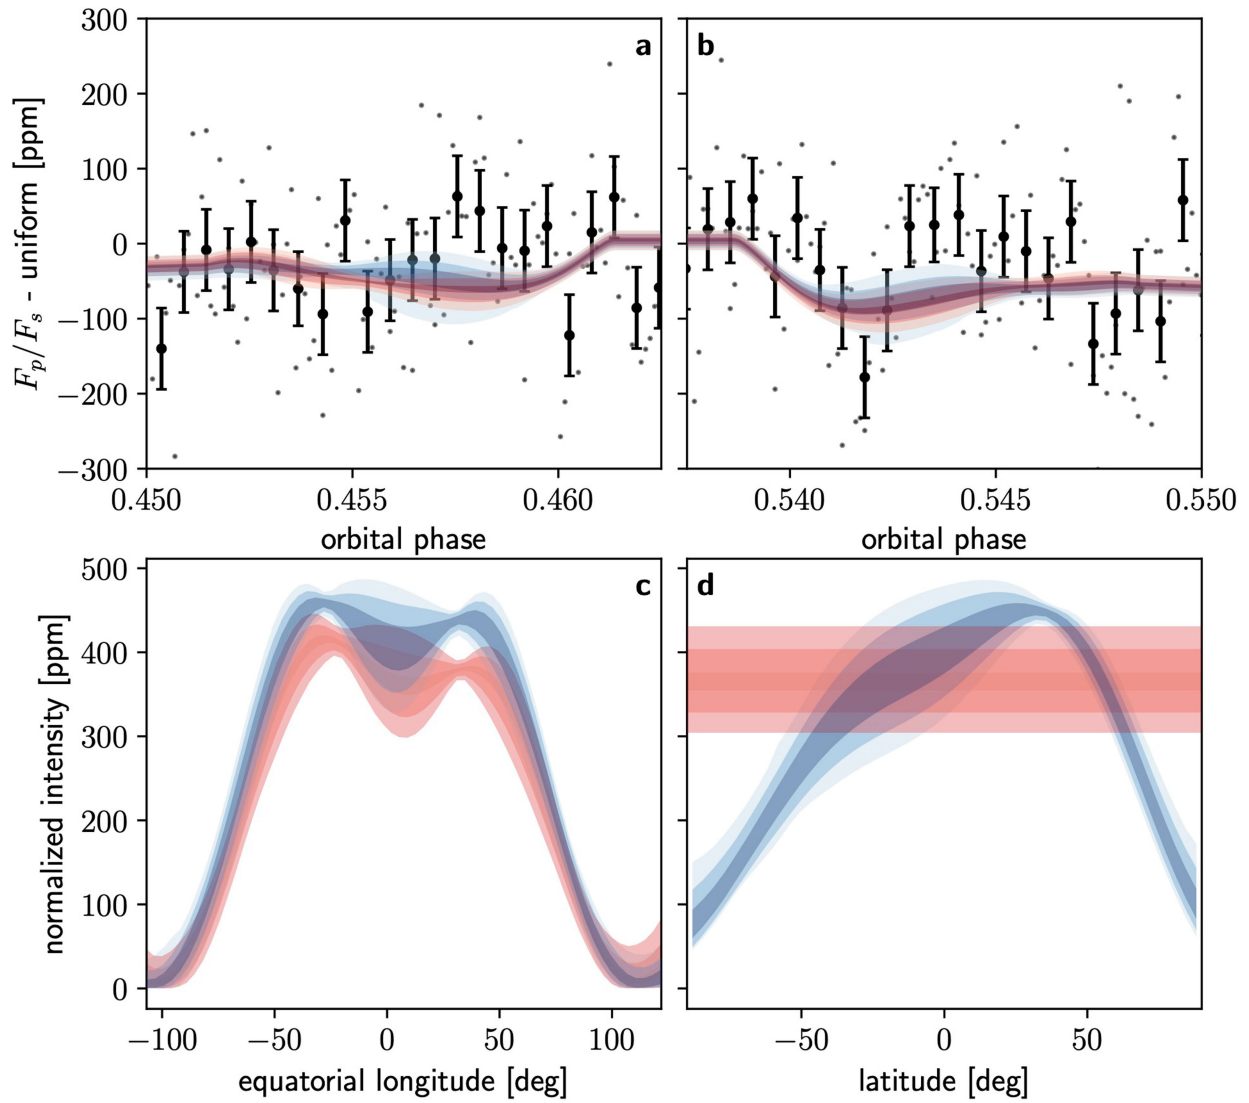 300
200
100
0
−100
−200
−300
F_p/F_s - uniform [ppm]
a
0.450 0.455 0.460
orbital phase
b
0.540 0.545 0.550
orbital phase
500
400
300
200
100
0
normalized intensity [ppm]
c
−100 −50 0 50 100
equatorial longitude [deg]
d
−50 0 50
latitude [deg]